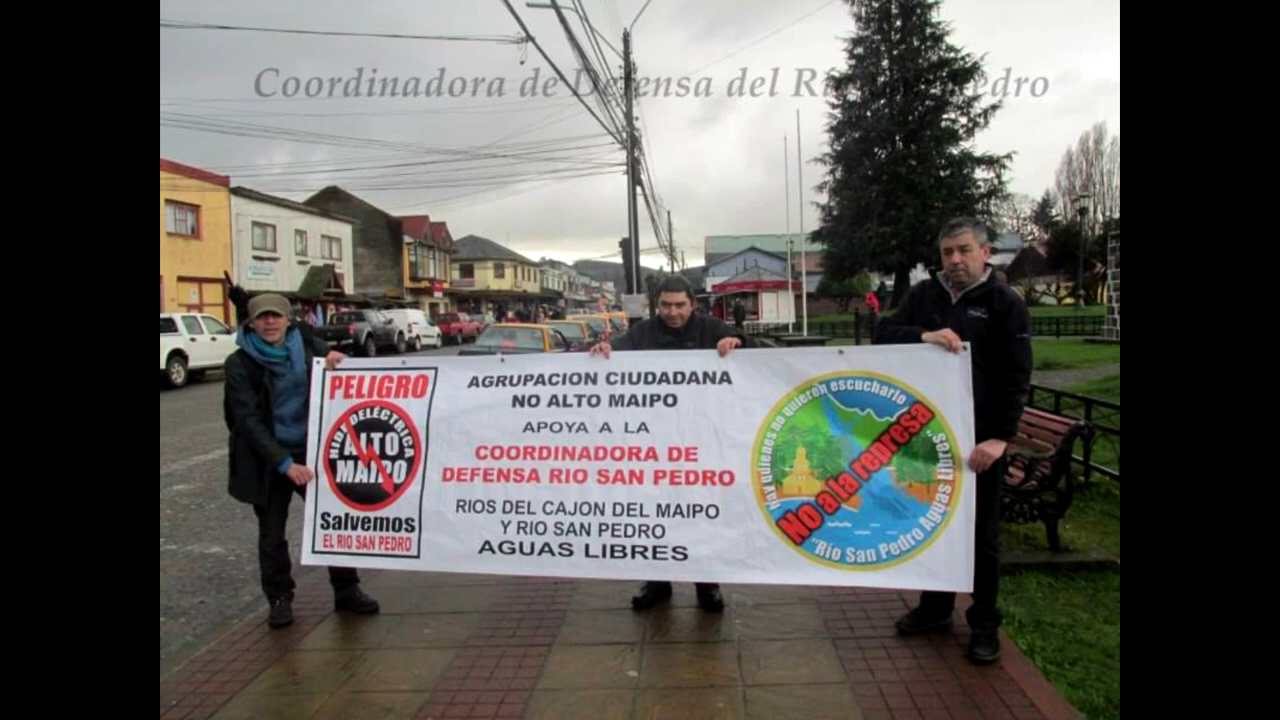 Coordinadora de Defensa del Río San Pedro
PELIGRO
HIDROELÉCTRICA
ALTO
MAIPO
Salvemos
EL RIO SAN PEDRO
AGRUPACION CIUDADANA
NO ALTO MAIPO
APOYA A LA
COORDINADORA DE
DEFENSA RIO SAN PEDRO
RIOS DEL CAJON DEL MAIPO
Y RIO SAN PEDRO
AGUAS LIBRES
hay quienes no quieren escucharlo
No a la represa
"Río San Pedro Aguas Libres"